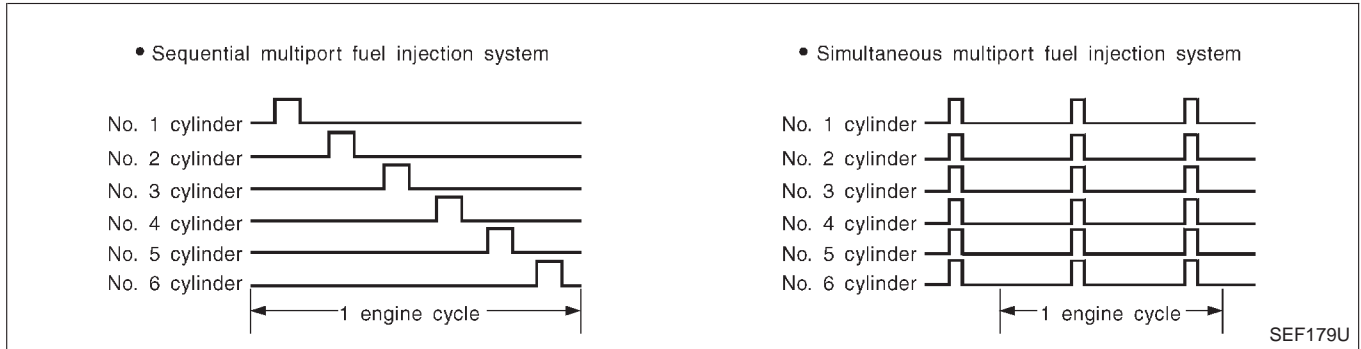 • Sequential multiport fuel injection system
No. 1 cylinder
No. 2 cylinder
No. 3 cylinder
No. 4 cylinder
No. 5 cylinder
No. 6 cylinder
1 engine cycle
• Simultaneous multiport fuel injection system
No. 1 cylinder
No. 2 cylinder
No. 3 cylinder
No. 4 cylinder
No. 5 cylinder
No. 6 cylinder
1 engine cycle
SEF179U